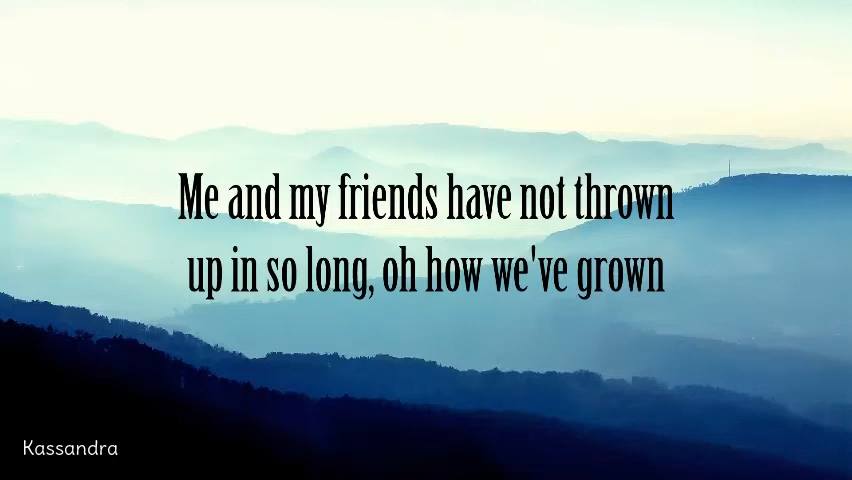 Me and my friends have not thrown
up in so long, oh how we've grown
Kassandra